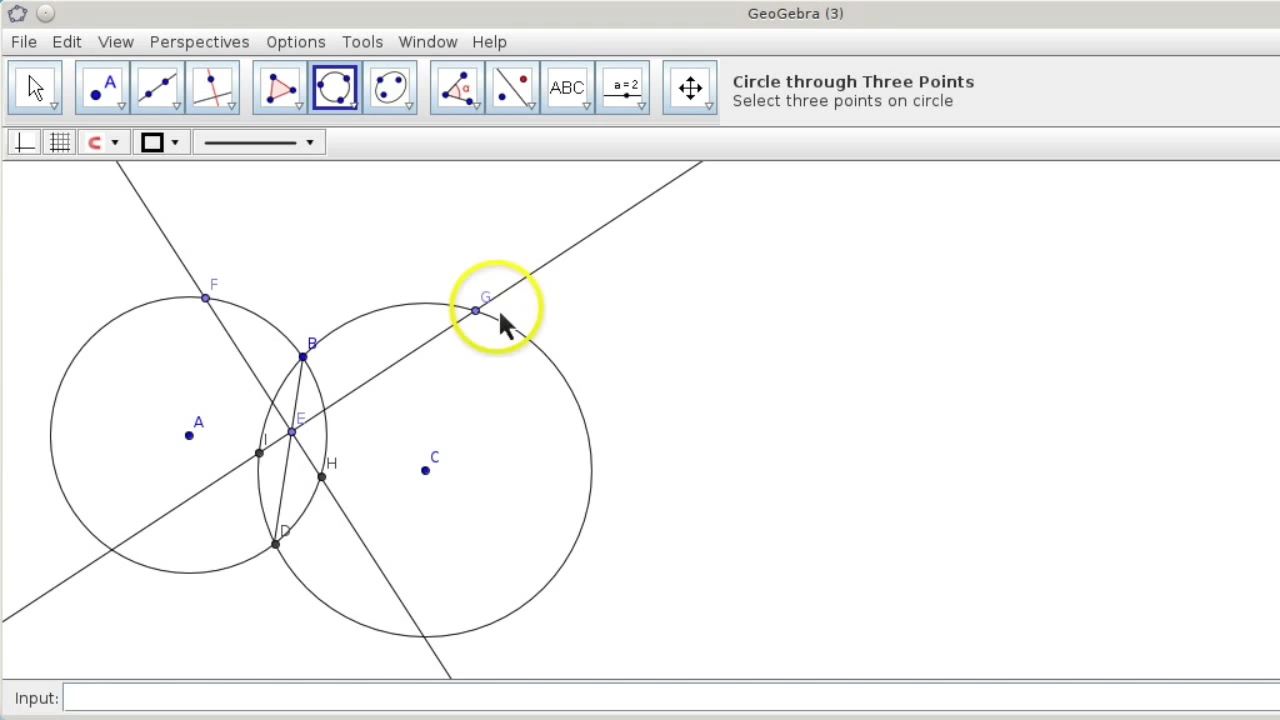 GeoGebra (3)
File Edit View Perspectives Options Tools Window Help
A
α
ABC
a=2
Circle through Three Points
Select three points on circle
F
G
B
A
E
I
H
C
D
Input: